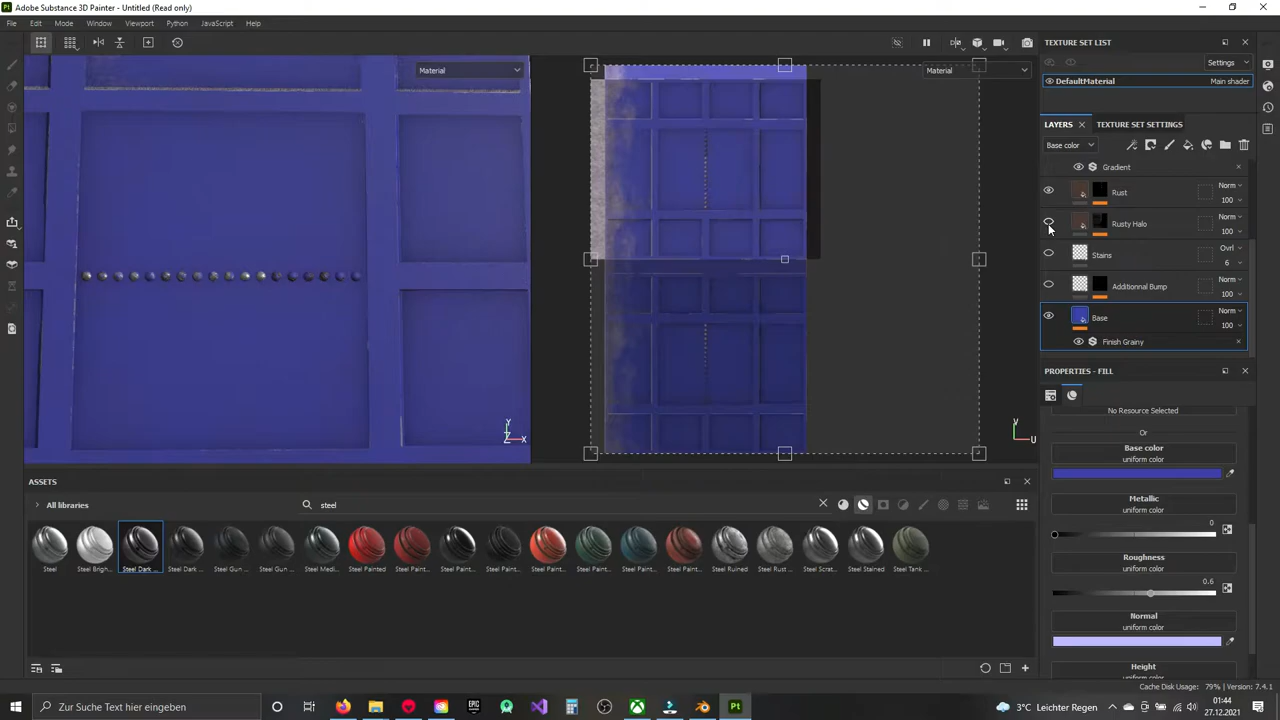 Adobe Substance 3D Painter - Untitled (Read only)
File Edit Mode Window Viewport Python JavaScript Help
Material
Material
TEXTURE SET LIST
Settings
DefaultMaterial Main shader
LAYERS TEXTURE SET SETTINGS
Base color
Gradient
Rust Norm 100
Rusty Halo Norm 100
Stains Ovrl 6
Additionnal Bump Norm 100
Base Norm 100
Finish Grainy
PROPERTIES - FILL
No Resource Selected
Or
Base color
uniform color
Metallic
uniform color
0
Roughness
uniform color
0.6
Normal
uniform color
Height
uniform color
Y
Z X
V
U
ASSETS
All libraries steel
Steel Steel Brigh... Steel Dark ... Steel Dark ... Steel Gun ... Steel Gun ... Steel Medi... Steel Painted Steel Paint... Steel Paint... Steel Paint... Steel Paint... Steel Paint... Steel Paint... Steel Paint... Steel Ruined Steel Rust ... Steel Scrat... Steel Stained Steel Tank ...
Cache Disk Usage: 79% | Version: 7.4.1
Zur Suche Text hier eingeben
EPIC
Pt
3°C Leichter Regen
01:44
27.12.2021